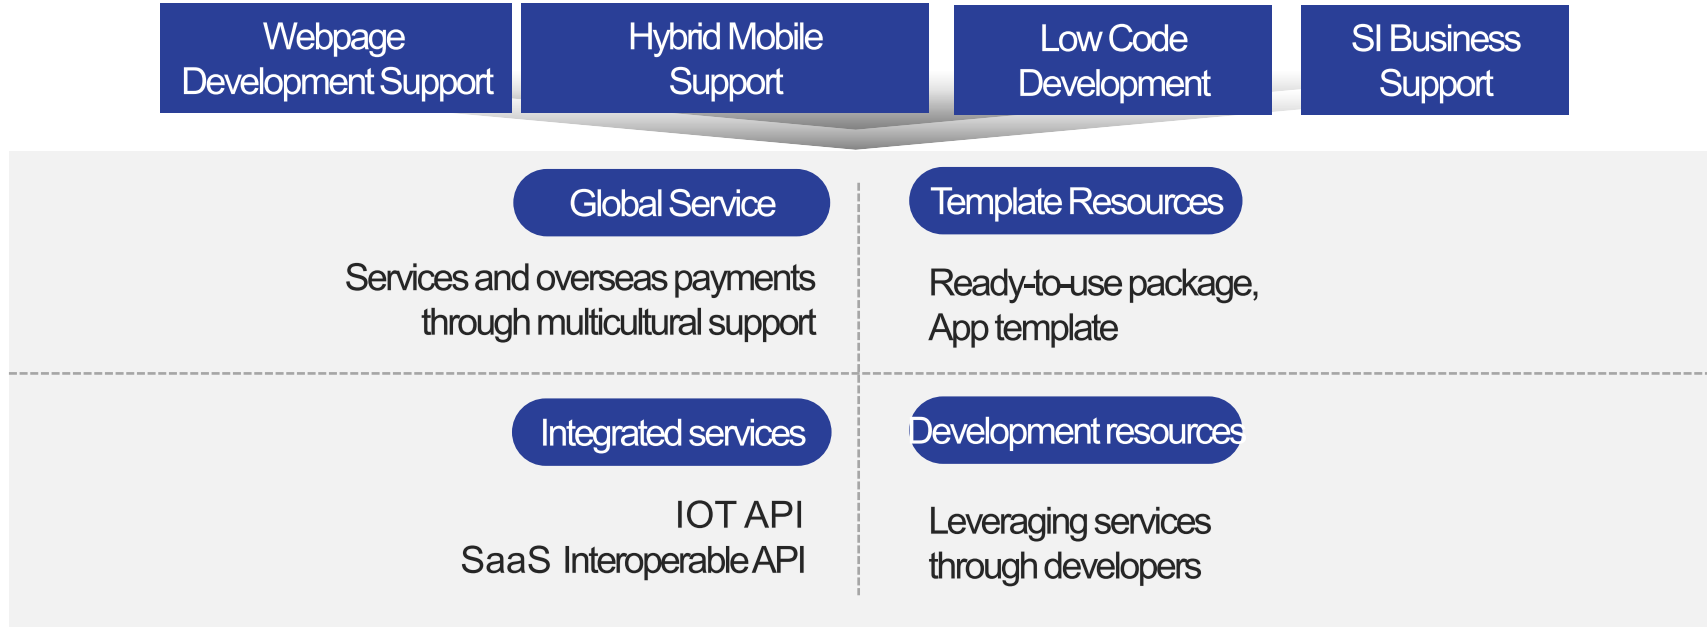 Webpage
Development Support
Hybrid Mobile
Support
Low Code
Development
SI Business
Support
Global Service
Services and overseas payments
through multicultural support
Template Resources
Ready-to-use package,
App template
Integrated services
IOT API
SaaS Interoperable API
Development resources
Leveraging services
through developers